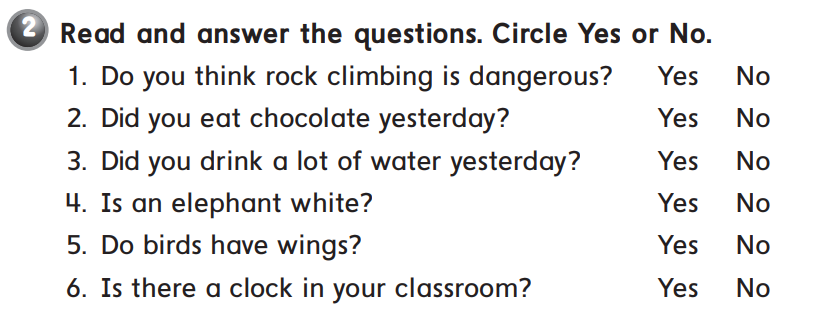 2 Read and answer the questions. Circle Yes or No.
1. Do you think rock climbing is dangerous? Yes No
2. Did you eat chocolate yesterday? Yes No
3. Did you drink a lot of water yesterday? Yes No
4. Is an elephant white? Yes No
5. Do birds have wings? Yes No
6. Is there a clock in your classroom? Yes No